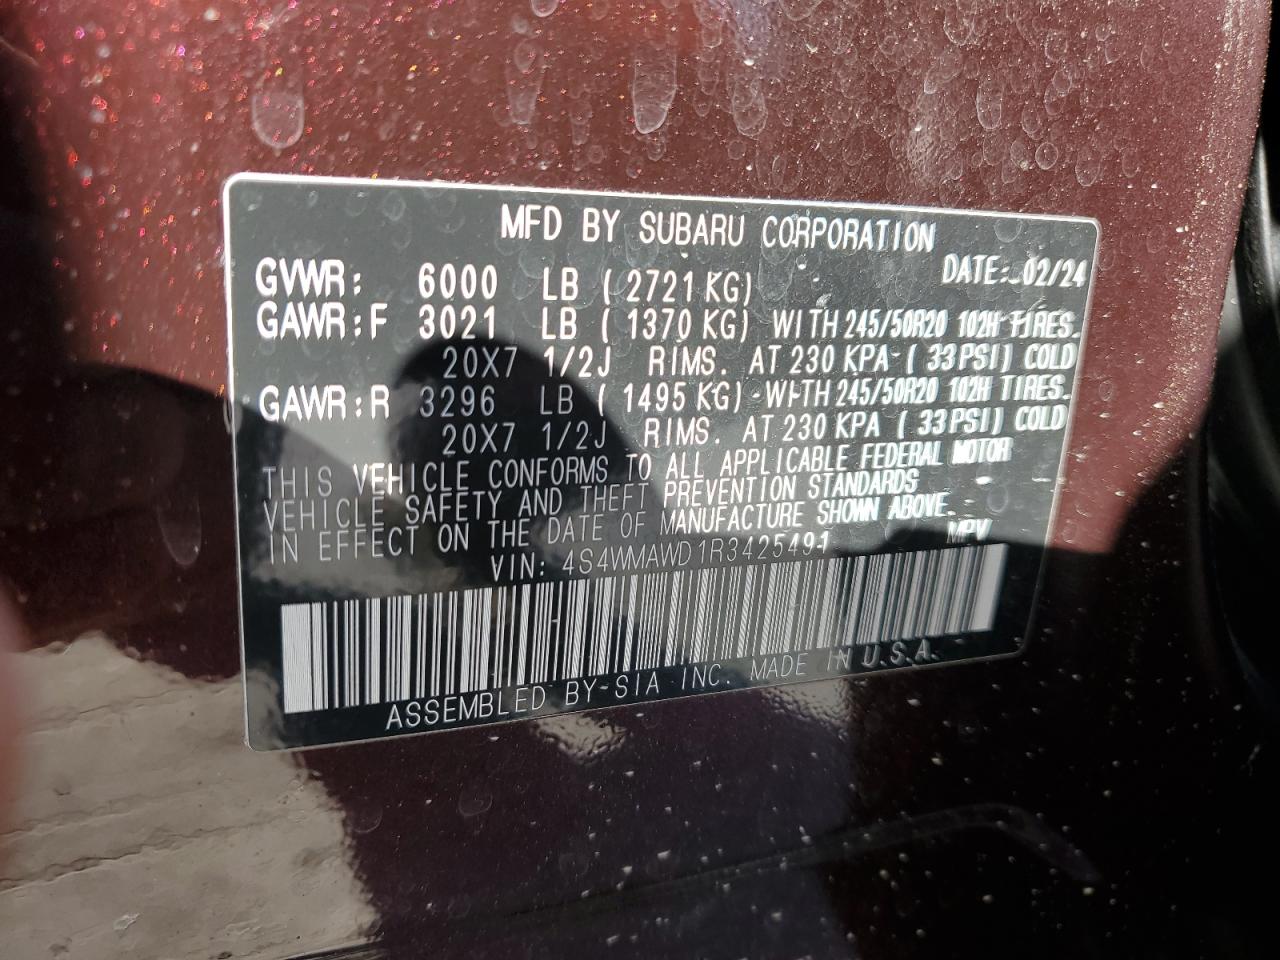 MFD BY SUBARU CORPORATION
DATE: 02/24
GVWR: 6000 LB ( 2721 KG)
GAWR:F 3021 LB ( 1370 KG) WITH 245/50R20 102H TIRES.
20X7 1/2J RIMS. AT 230 KPA ( 33 PSI) COLD
GAWR:R 3296 LB ( 1495 KG) WITH 245/50R20 102H TIRES.
20X7 1/2J RIMS. AT 230 KPA ( 33 PSI) COLD
THIS VEHICLE CONFORMS TO ALL APPLICABLE FEDERAL MOTOR
VEHICLE SAFETY AND THEFT PREVENTION STANDARDS
IN EFFECT ON THE DATE OF MANUFACTURE SHOWN ABOVE.
VIN: 4S4WMAWD1R3425491 MPV
ASSEMBLED BY SIA INC. MADE IN U.S.A.